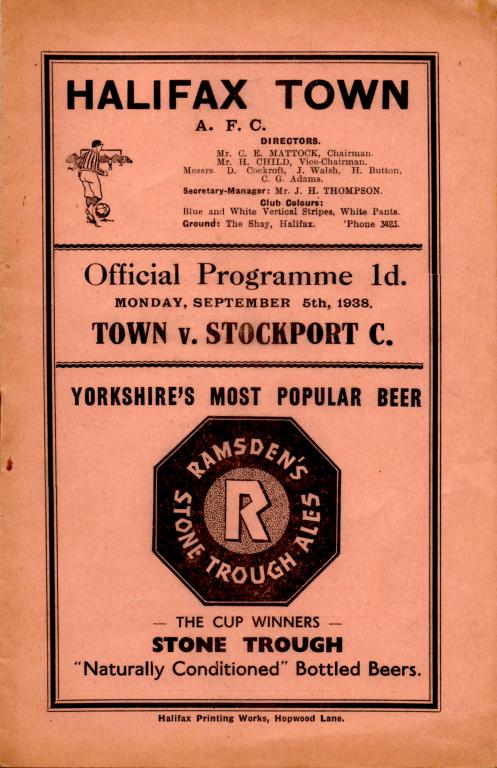 HALIFAX TOWN
A. F. C.
DIRECTORS.
Mr. C. E. MATTOCK, Chairman.
Mr. H. CHILD, Vice-Chairman.
Messrs. D. Cockroft, J. Walsh, H. Button,
C. G. Adams.
Secretary-Manager: Mr. J. H. THOMPSON.
Club Colours:
Blue and White Vertical Stripes, White Pants.
Ground: The Shay, Halifax. 'Phone 3423.
Official Programme 1d.
MONDAY, SEPTEMBER 5th, 1938.
TOWN v. STOCKPORT C.
YORKSHIRE'S MOST POPULAR BEER
RAMSDEN'S
R
STONE TROUGH ALES
— THE CUP WINNERS —
STONE TROUGH
"Naturally Conditioned" Bottled Beers.
Halifax Printing Works, Hopwood Lane.